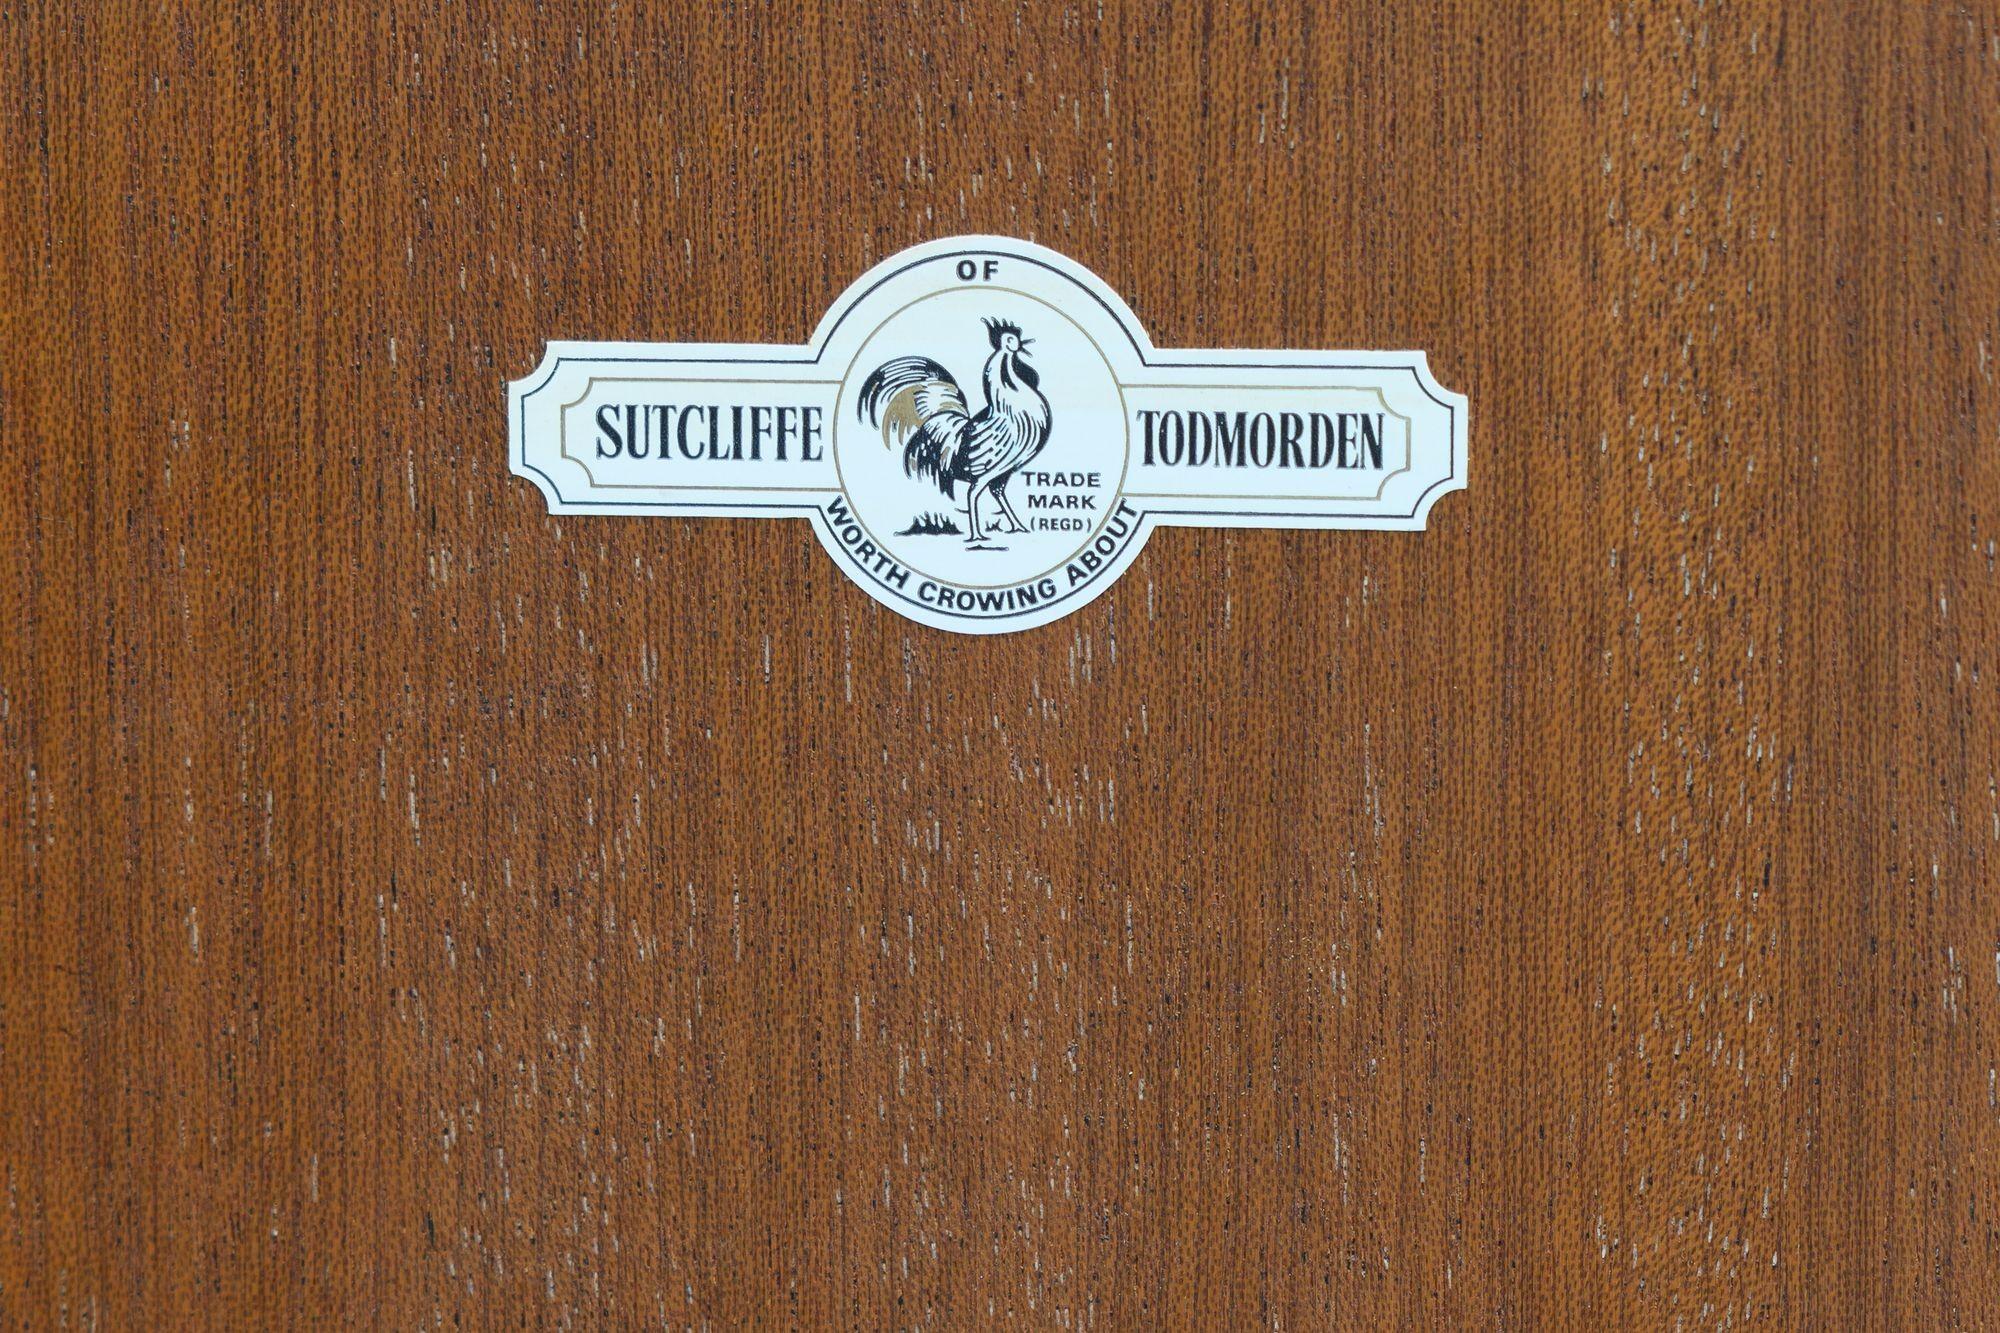 OF
SUTCLIFFE
TODMORDEN
TRADE
MARK
(REGD)
WORTH CROWING ABOUT